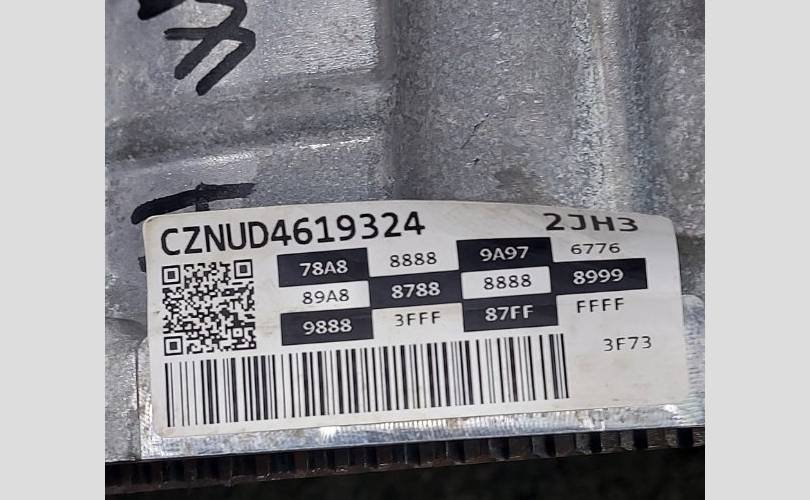 CZNUD4619324 2JH3
78A8 8888 9A97 6776
89A8 8788 8888 8999
9888 3FFF 87FF FFFF
3F73